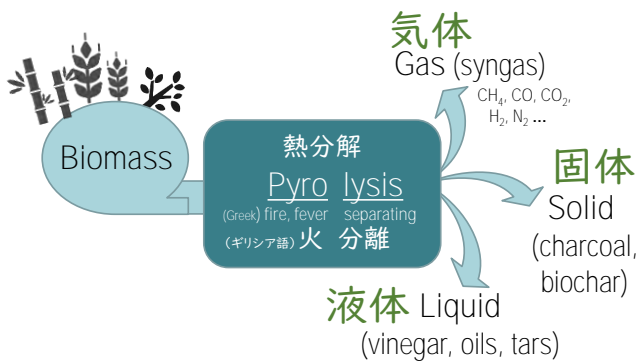 Biomass
熱分解
Pyro lysis
(Greek) fire, fever separating
(ギリシア語) 火 分離
気体
Gas (syngas)
CH₄, CO, CO₂,
H₂, N₂ ...
固体
Solid
(charcoal,
biochar)
液体 Liquid
(vinegar, oils, tars)